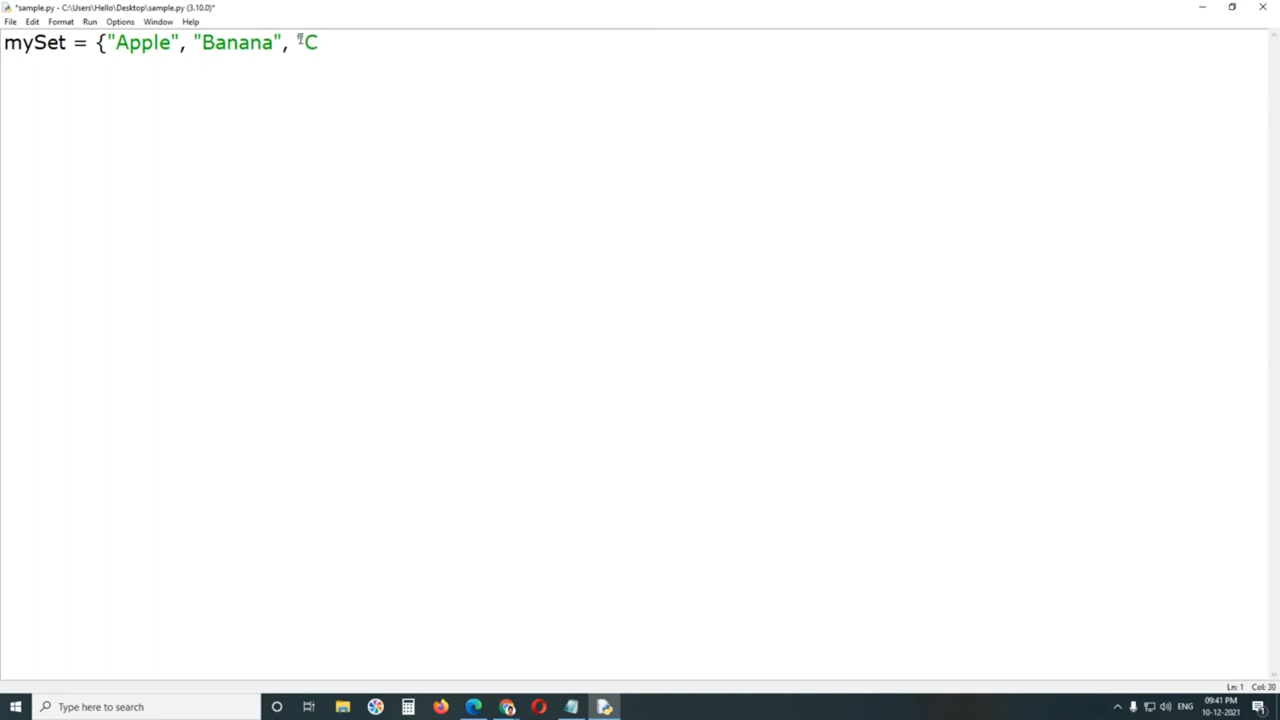 *sample.py - C:\Users\Hello\Desktop\sample.py (3.10.0)*
File Edit Format Run Options Window Help
mySet = {"Apple", "Banana", "C
Ln: 1 Col: 30
Type here to search
ENG
09:41 PM
10-12-2021
1